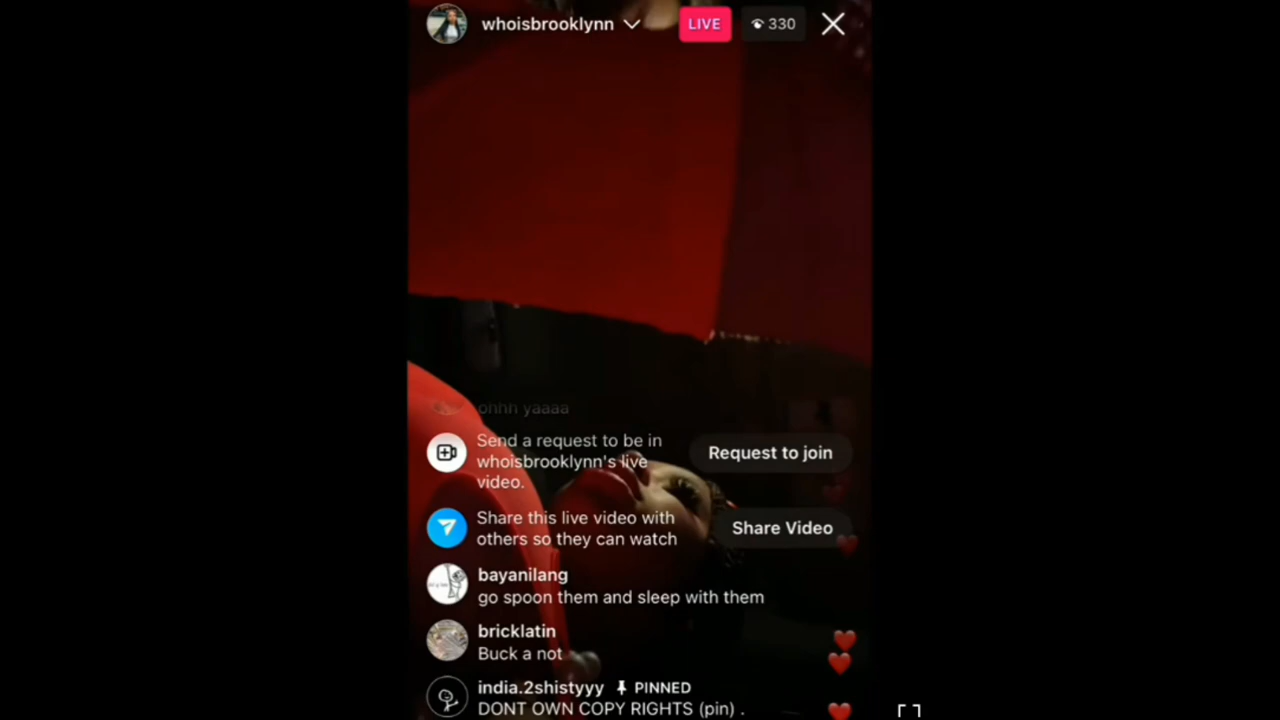 whoisbrooklynn
LIVE
330
ohhh yaaaa
Send a request to be in
whoisbrooklynn's live
video.
Request to join
Share this live video with
others so they can watch
Share Video
bayanilang
go spoon them and sleep with them
bricklatin
Buck a not
india.2shistyyy PINNED
DONT OWN COPY RIGHTS (pin) .